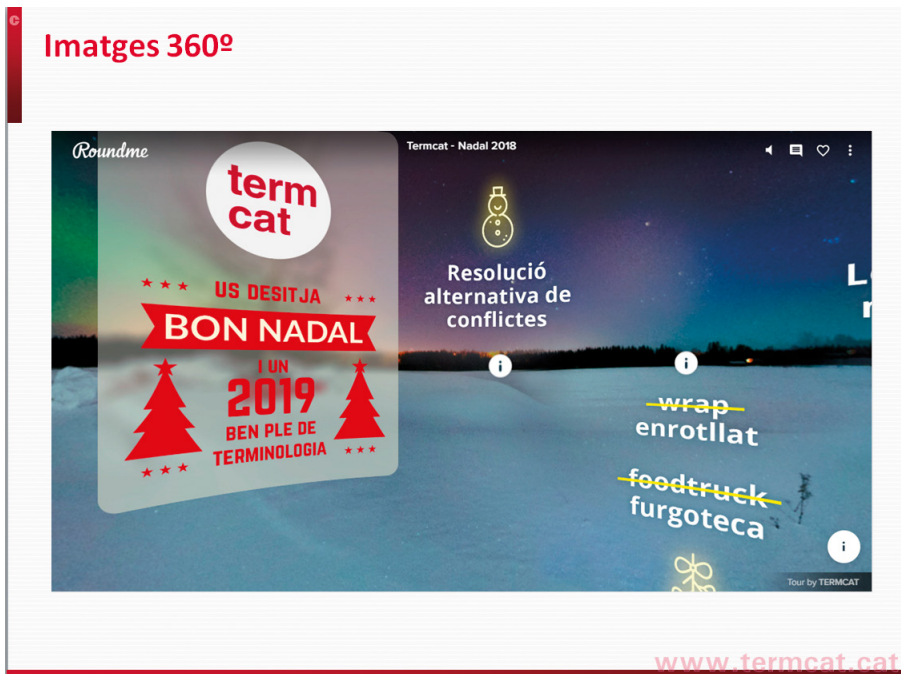 Imatges 360º
Roundme
Termcat - Nadal 2018
term
cat
US DESITJA
BON NADAL
I UN
2019
BEN PLE DE
TERMINOLOGIA
Resolució
alternativa de
conflictes
wrap
enrotllat
foodtruck
furgoteca
Tour by TERMCAT
www.termcat.cat